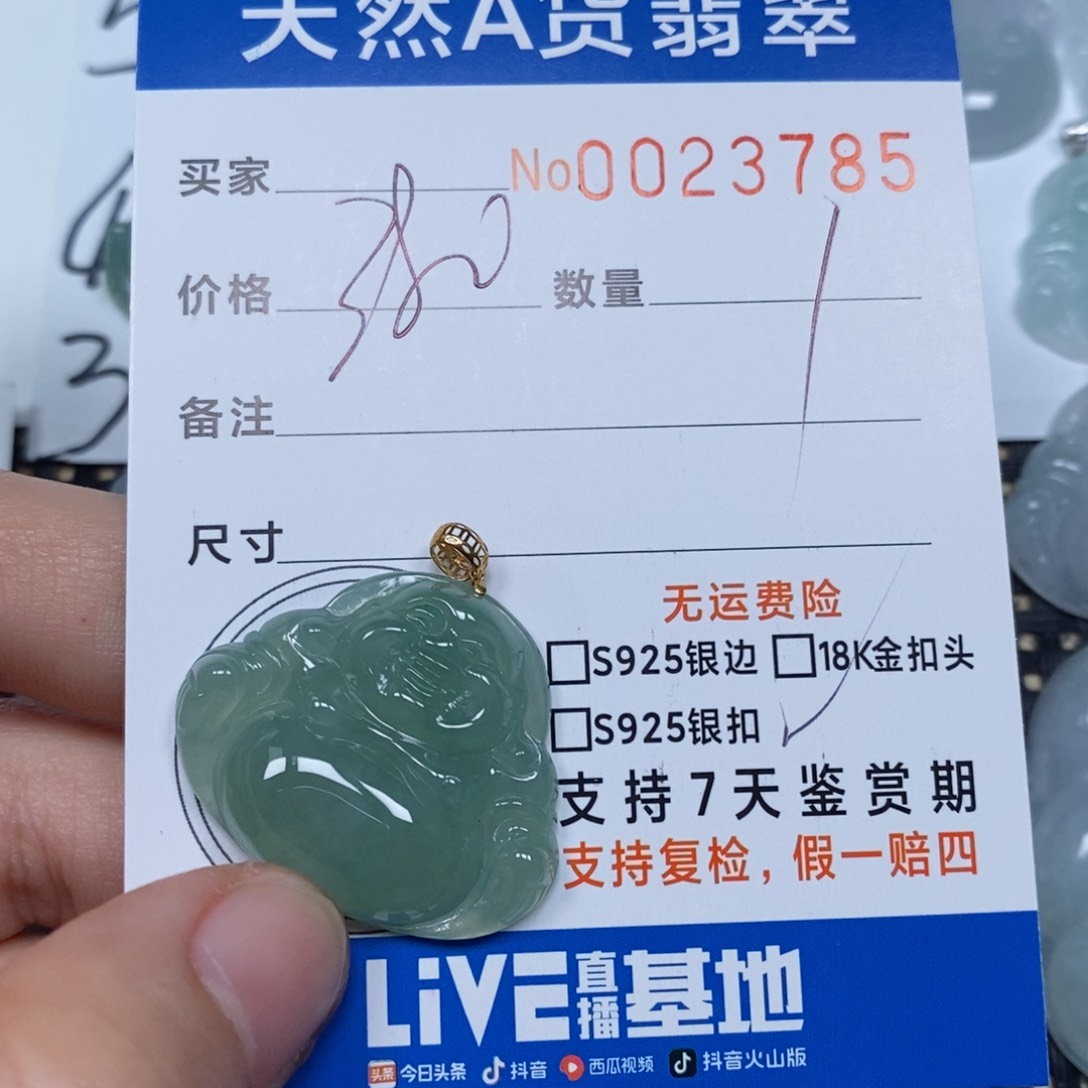 天然A货翡翠
买家 No0023785
价格 数量 1
备注
尺寸
无运费险
□S925银边 □18K金扣头
□S925银扣 ✓
支持7天鉴赏期
支持复检，假一赔四
LiVE直播基地
头条 今日头条 抖音 西瓜视频 抖音火山版
3